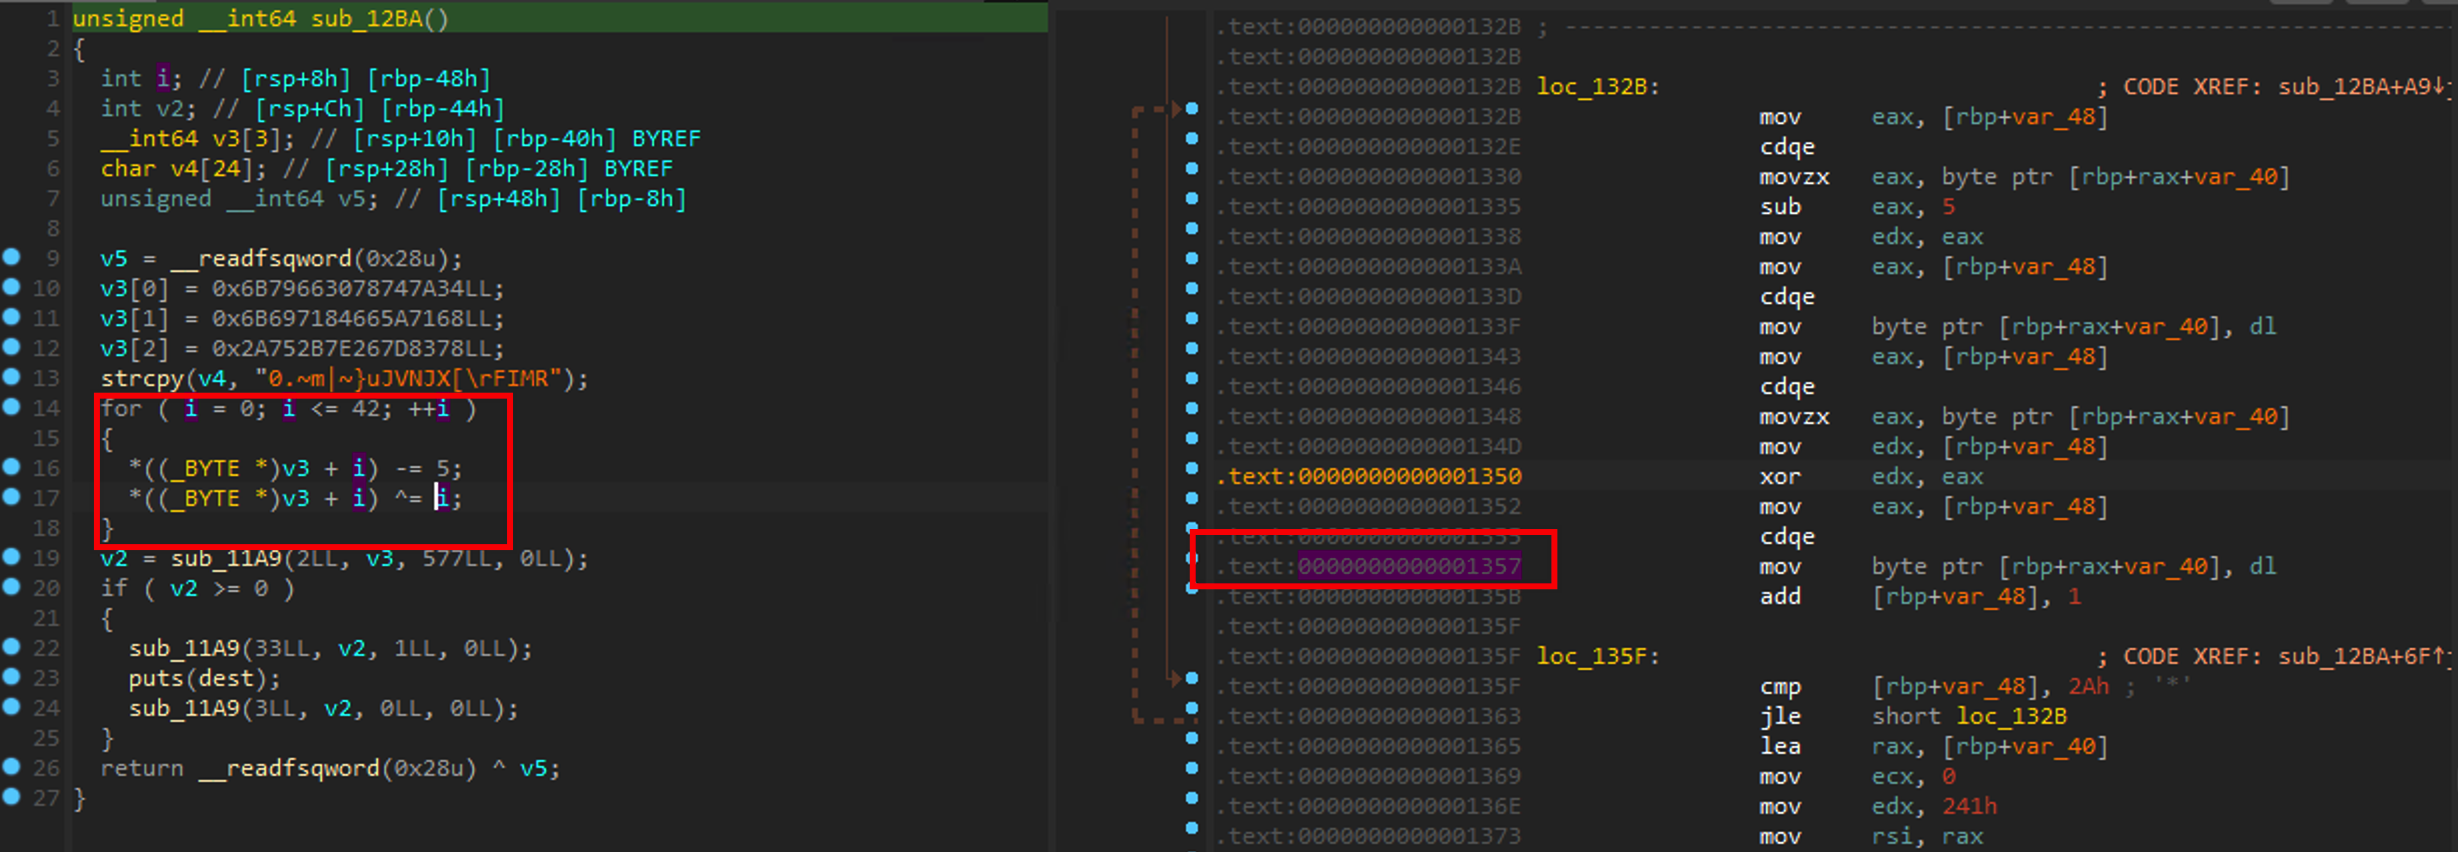 1 unsigned __int64 sub_12BA()
2 {
3 int i; // [rsp+8h] [rbp-48h]
4 int v2; // [rsp+Ch] [rbp-44h]
5 __int64 v3[3]; // [rsp+10h] [rbp-40h] BYREF
6 char v4[24]; // [rsp+28h] [rbp-28h] BYREF
7 unsigned __int64 v5; // [rsp+48h] [rbp-8h]
8
9 v5 = __readfsqword(0x28u);
10 v3[0] = 0x6B79663078747A34LL;
11 v3[1] = 0x6B697184665A7168LL;
12 v3[2] = 0x2A752B7E267D8378LL;
13 strcpy(v4, "0.~m|~}uJVNJX[\rFIMR");
14 for ( i = 0; i <= 42; ++i )
15 {
16 *((_BYTE *)v3 + i) -= 5;
17 *((_BYTE *)v3 + i) ^= i;
18 }
19 v2 = sub_11A9(2LL, v3, 577LL, 0LL);
20 if ( v2 >= 0 )
21 {
22 sub_11A9(33LL, v2, 1LL, 0LL);
23 puts(dest);
24 sub_11A9(3LL, v2, 0LL, 0LL);
25 }
26 return __readfsqword(0x28u) ^ v5;
27 }
.text:000000000000132B ; ---------------------------------------------------------------
.text:000000000000132B
.text:000000000000132B loc_132B: ; CODE XREF: sub_12BA+A9↓j
.text:000000000000132B mov eax, [rbp+var_48]
.text:000000000000132E cdqe
.text:0000000000001330 movzx eax, byte ptr [rbp+rax+var_40]
.text:0000000000001335 sub eax, 5
.text:0000000000001338 mov edx, eax
.text:000000000000133A mov eax, [rbp+var_48]
.text:000000000000133D cdqe
.text:000000000000133F mov byte ptr [rbp+rax+var_40], dl
.text:0000000000001343 mov eax, [rbp+var_48]
.text:0000000000001346 cdqe
.text:0000000000001348 movzx eax, byte ptr [rbp+rax+var_40]
.text:000000000000134D mov edx, [rbp+var_48]
.text:0000000000001350 xor edx, eax
.text:0000000000001352 mov eax, [rbp+var_48]
.text:0000000000001355 cdqe
.text:0000000000001357 mov byte ptr [rbp+rax+var_40], dl
.text:000000000000135B add [rbp+var_48], 1
.text:000000000000135F
.text:000000000000135F loc_135F: ; CODE XREF: sub_12BA+6F↑j
.text:000000000000135F cmp [rbp+var_48], 2Ah ; '*'
.text:0000000000001363 jle short loc_132B
.text:0000000000001365 lea rax, [rbp+var_40]
.text:0000000000001369 mov ecx, 0
.text:000000000000136E mov edx, 241h
.text:0000000000001373 mov rsi, rax